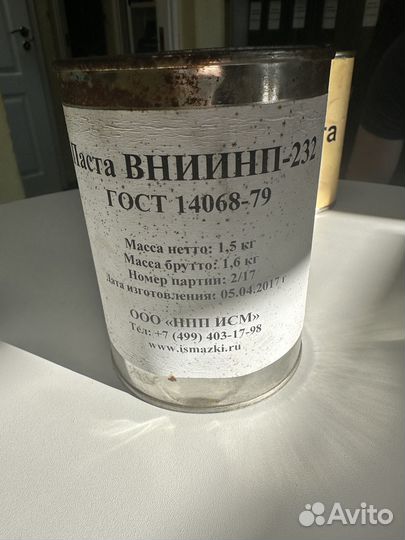 Паста ВНИИНП-232
ГОСТ 14068-79
Масса нетто: 1,5 кг
Масса брутто: 1,6 кг
Номер партии: 2/17
Дата изготовления: 05.04.2017 г
ООО «НПП ИСМ»
Тел: +7 (499) 403-17-98
www.ismazki.ru
Avito